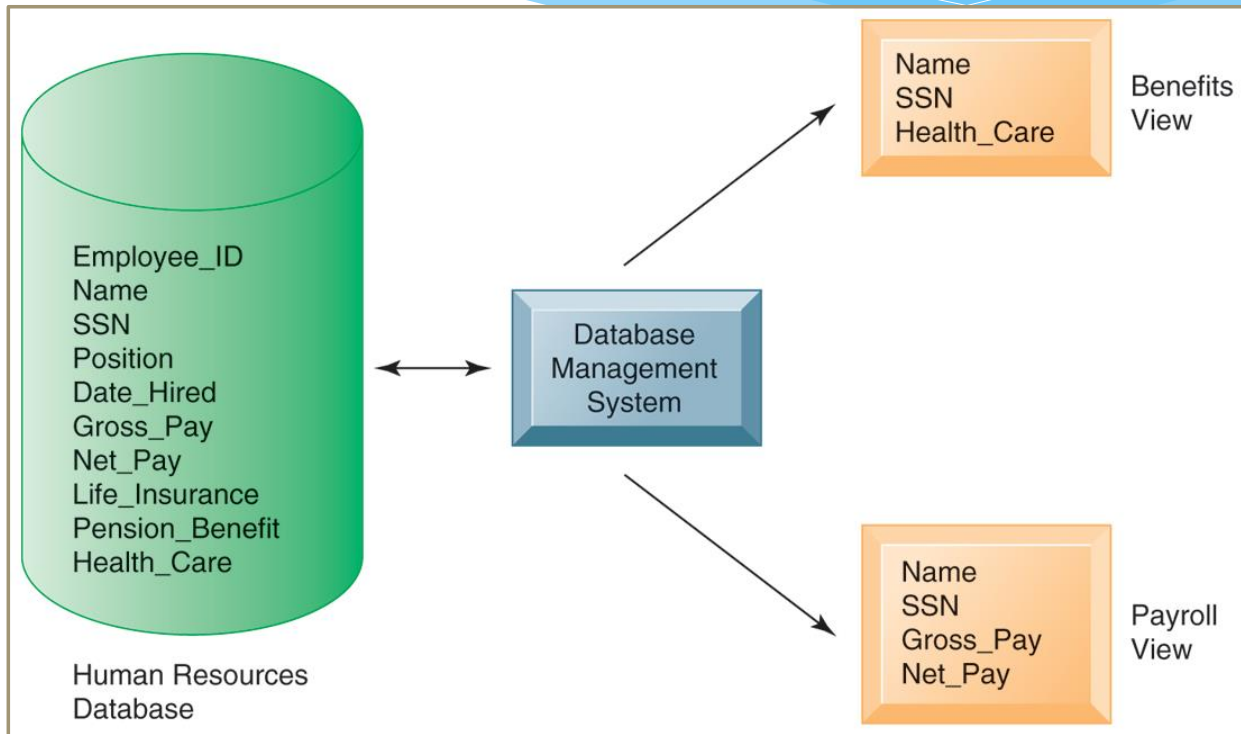 Employee_ID
Name
SSN
Position
Date_Hired
Gross_Pay
Net_Pay
Life_Insurance
Pension_Benefit
Health_Care
Human Resources
Database
Database
Management
System
Name
SSN
Health_Care
Benefits
View
Name
SSN
Gross_Pay
Net_Pay
Payroll
View